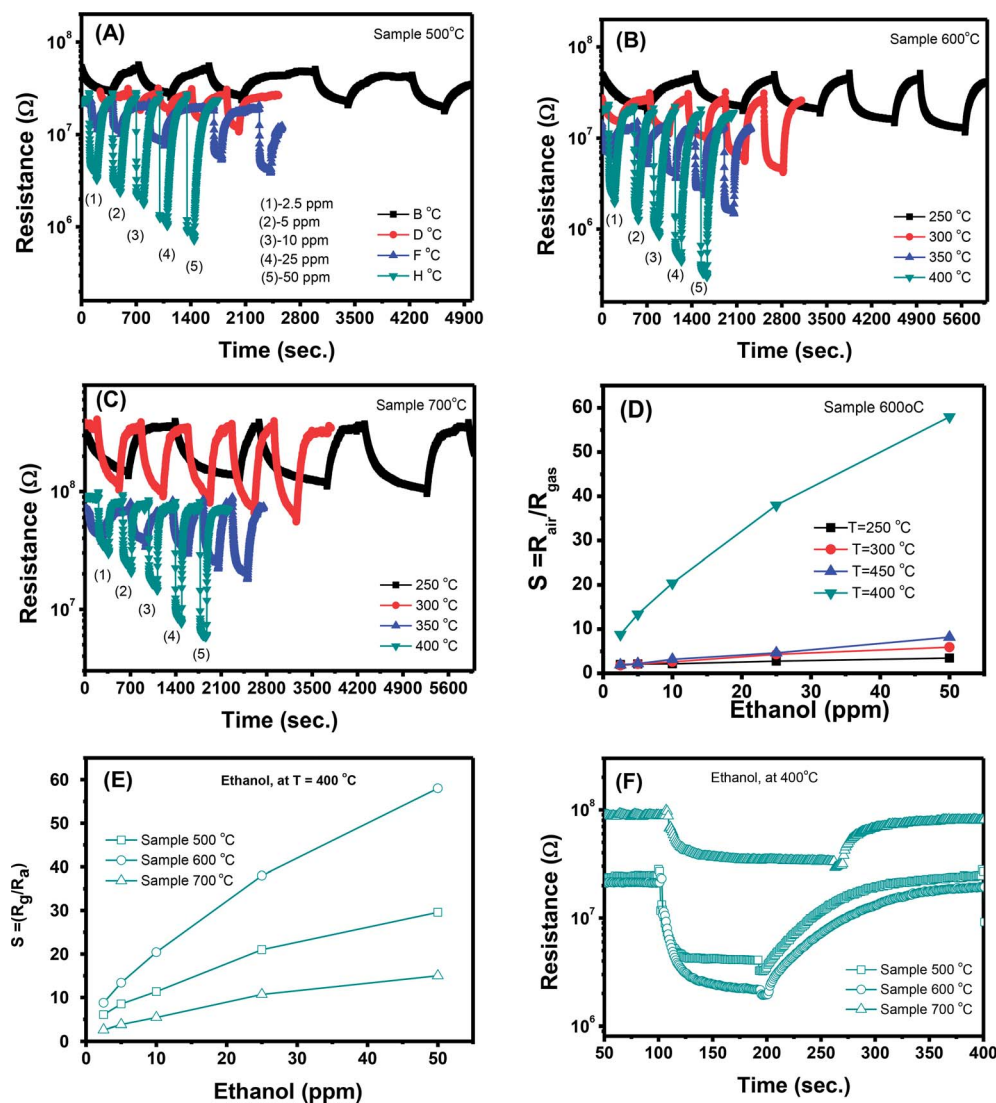 (A)
Sample 500°C
10⁸
10⁷
10⁶
Resistance (Ω)
(1)
(2)
(3)
(4)
(5)
(1)-2.5 ppm
(2)-5 ppm
(3)-10 ppm
(4)-25 ppm
(5)-50 ppm
B °C
D °C
F °C
H °C
0 700 1400 2100 2800 3500 4200 4900
Time (sec.)
(B)
Sample 600°C
10⁸
10⁷
10⁶
Resistance (Ω)
(1)
(2)
(3)
(4)
(5)
250 °C
300 °C
350 °C
400 °C
0 700 1400 2100 2800 3500 4200 4900 5600
Time (sec.)
(C)
Sample 700°C
10⁸
10⁷
Resistance (Ω)
(1)
(2)
(3)
(4)
(5)
250 °C
300 °C
350 °C
400 °C
0 700 1400 2100 2800 3500 4200 5200
Time (sec.)
(D)
Sample 600oC
60
50
40
30
20
10
0
S =R_air/R_gas
T=250 °C
T=300 °C
T=450 °C
T=400 °C
0 10 20 30 40 50
Ethanol (ppm)
(E)
Ethanol, at T = 400 °C
60
50
40
30
20
10
0
S =(R_g/R_a)
Sample 500 °C
Sample 600 °C
Sample 700 °C
0 10 20 30 40 50
Ethanol (ppm)
(F)
Ethanol, at 400°C
10⁸
10⁷
10⁶
Resistance (Ω)
Sample 500 °C
Sample 600 °C
Sample 700 °C
50 100 150 200 250 300 350 400
Time (sec.)